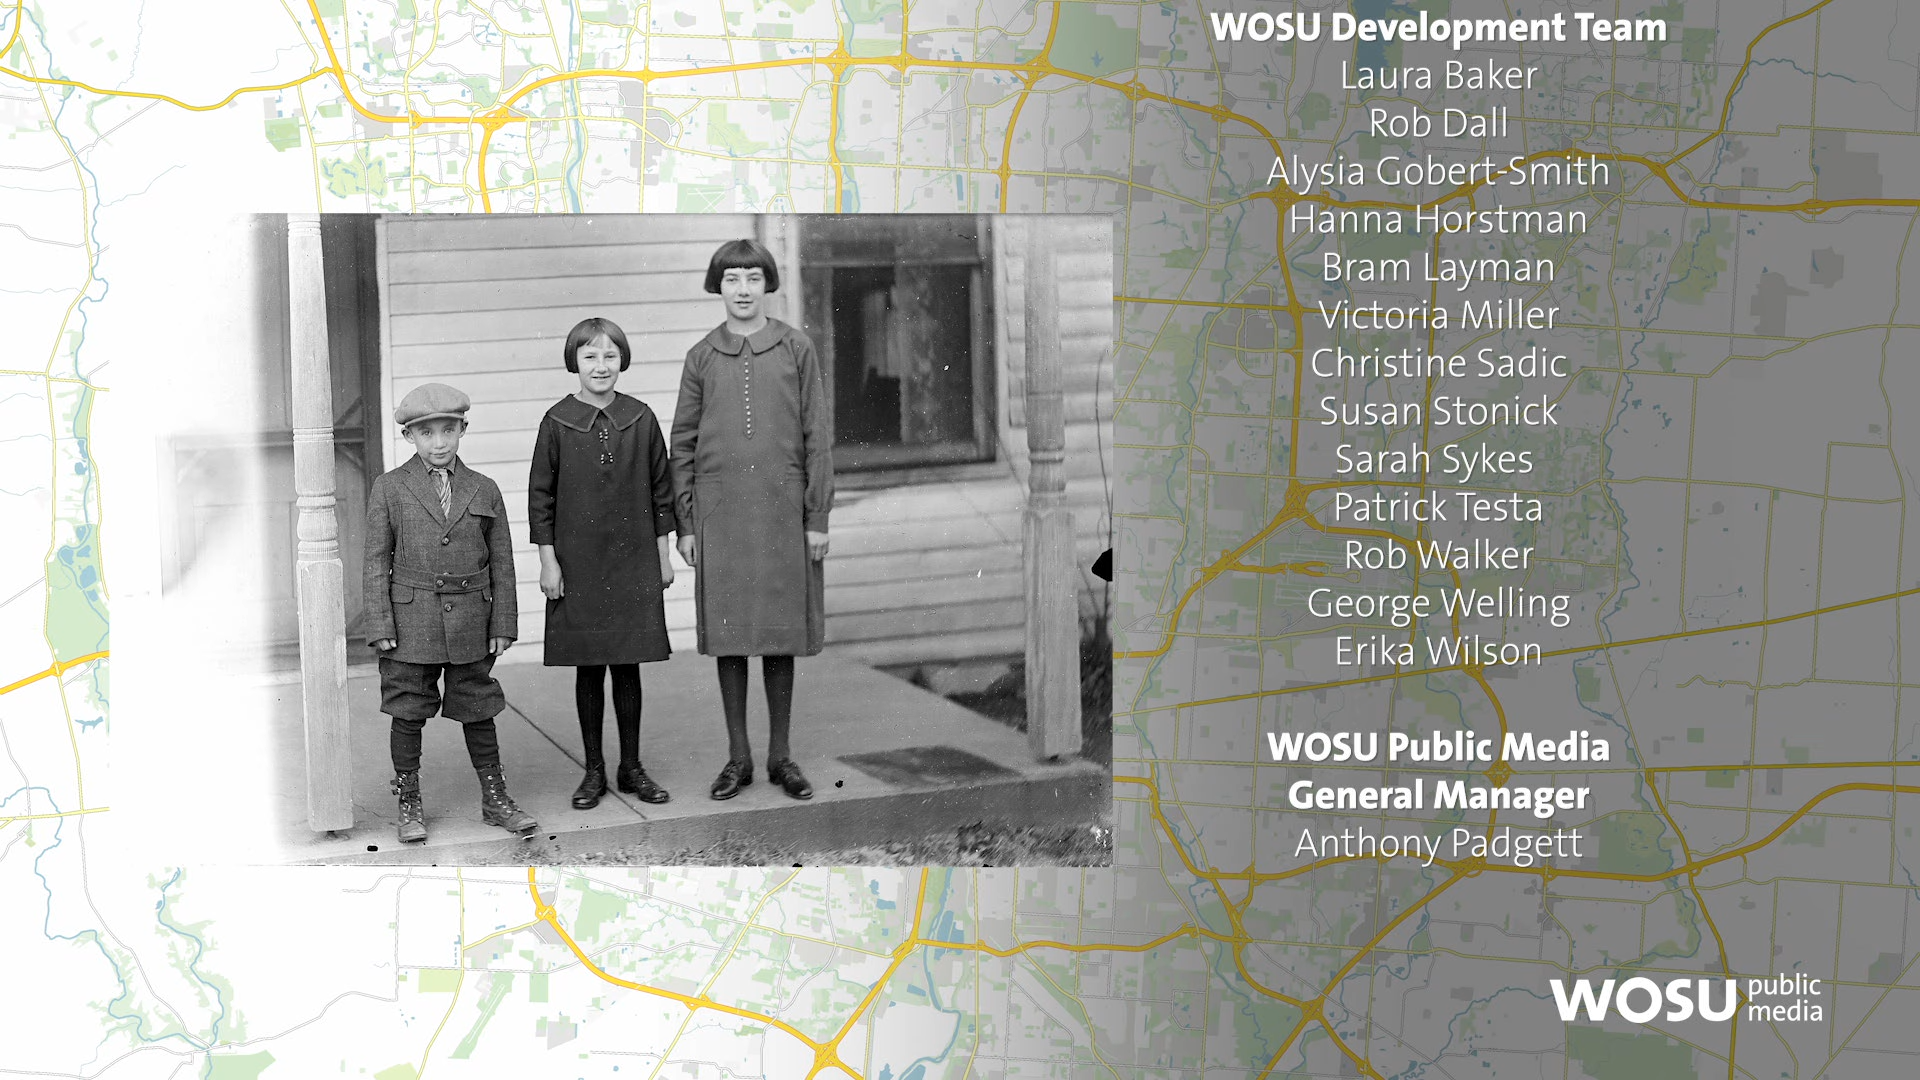 WOSU Development Team
Laura Baker
Rob Dall
Alysia Gobert-Smith
Hanna Horstman
Bram Layman
Victoria Miller
Christine Sadic
Susan Stonick
Sarah Sykes
Patrick Testa
Rob Walker
George Welling
Erika Wilson
WOSU Public Media
General Manager
Anthony Padgett
WOSU public
media